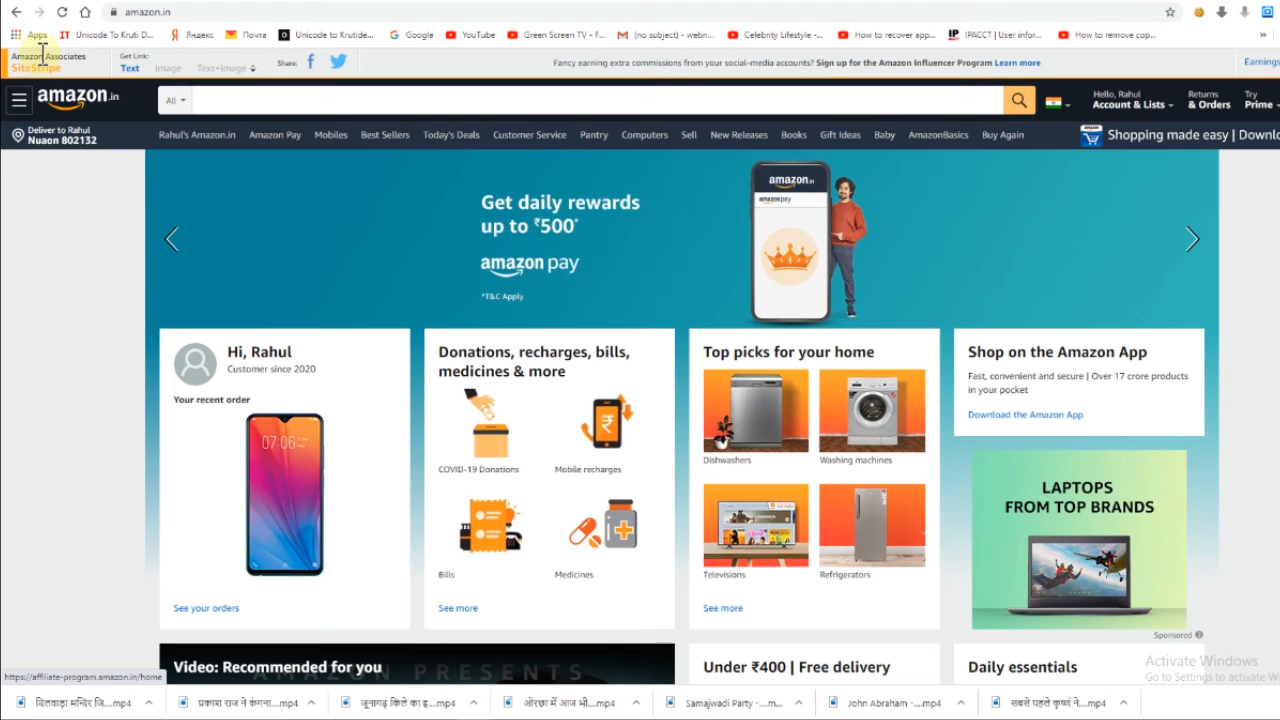 amazon.in
Apps
Unicode To Kruti D...
Яндекс
Почта
Unicode to Krutide...
Google
YouTube
Green Screen TV - F...
(no subject) - webn...
Celebrity Lifestyle -...
How to recover app...
IPACCT | User infor...
How to remove cop...
»
Amazon Associates
SiteStripe
Get Link:
Text
Image
Text+Image
Share:
Fancy earning extra commissions from your social-media accounts? Sign up for the Amazon Influencer Program Learn more
Earnings
amazon.in
All
Hello, Rahul
Account & Lists
Returns
& Orders
Try
Prime
Deliver to Rahul
Nuaon 802132
Rahul's Amazon.in
Amazon Pay
Mobiles
Best Sellers
Today's Deals
Customer Service
Pantry
Computers
Sell
New Releases
Books
Gift Ideas
Baby
AmazonBasics
Buy Again
Shopping made easy | Downlo
Get daily rewards
up to ₹500*
amazon pay
*T&C Apply
amazon.in
amazon pay
Hi, Rahul
Customer since 2020
Your recent order
07:06
See your orders
Donations, recharges, bills,
medicines & more
COVID-19 Donations
Mobile recharges
Bills
Medicines
See more
Top picks for your home
Dishwashers
Washing machines
Televisions
Refrigerators
See more
Shop on the Amazon App
Fast, convenient and secure | Over 17 crore products
in your pocket
Download the Amazon App
LAPTOPS
FROM TOP BRANDS
Sponsored
Video: Recommended for you
AMAZON PRESENTS
Under ₹400 | Free delivery
Daily essentials
Activate Windows
Go to Settings to activate W
https://affiliate-program.amazon.in/home
दिलवाड़ा मन्दिर जि....mp4
प्रकाश राज ने कंगना....mp4
जूनागढ़ किले का इ....mp4
ओरछा में आज भी....mp4
Samajwadi Party -....m...
John Abraham -....mp4
सबसे पहले कृष्ण ने....mp4